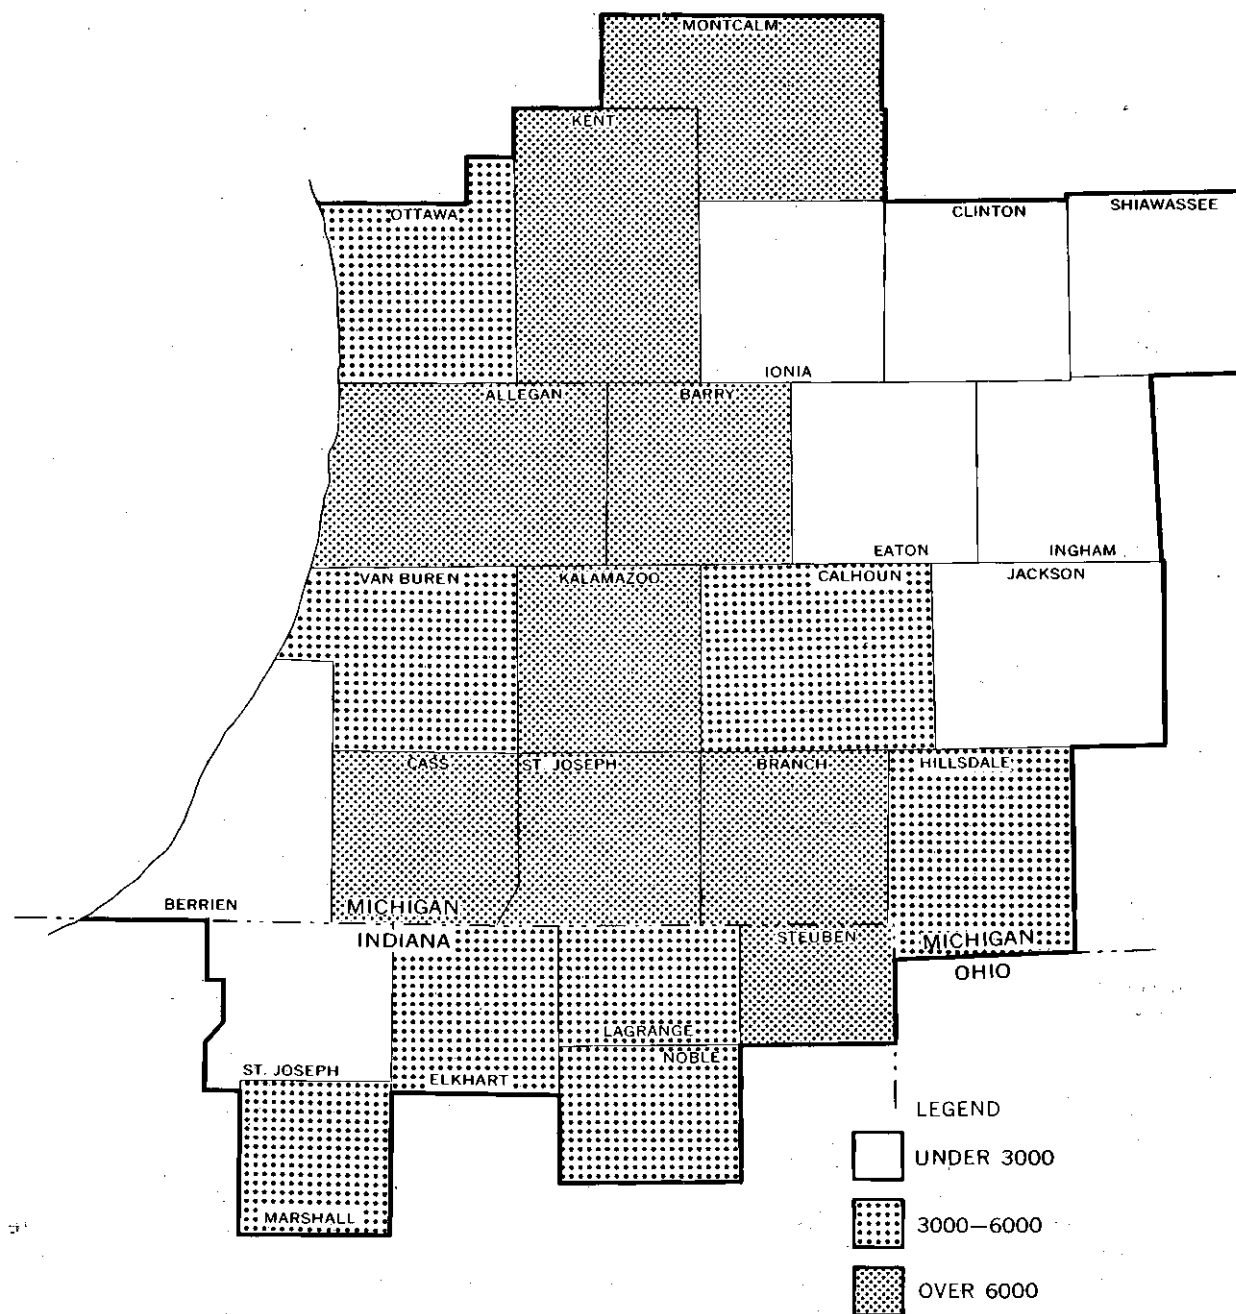 MONTCALM
KENT
OTTAWA
CLINTON
SHIAWASSEE
IONIA
ALLEGAN
BARRY
EATON
INGHAM
VAN BUREN
KALAMAZOO
CALHOUN
JACKSON
CASS
ST. JOSEPH
BRANCH
HILLSDALE
BERRIEN
MICHIGAN
INDIANA
STEUBEN
MICHIGAN
OHIO
LAGRANGE
NOBLE
ST. JOSEPH
ELKHART
MARSHALL
LEGEND
UNDER 3000
3000—6000
OVER 6000